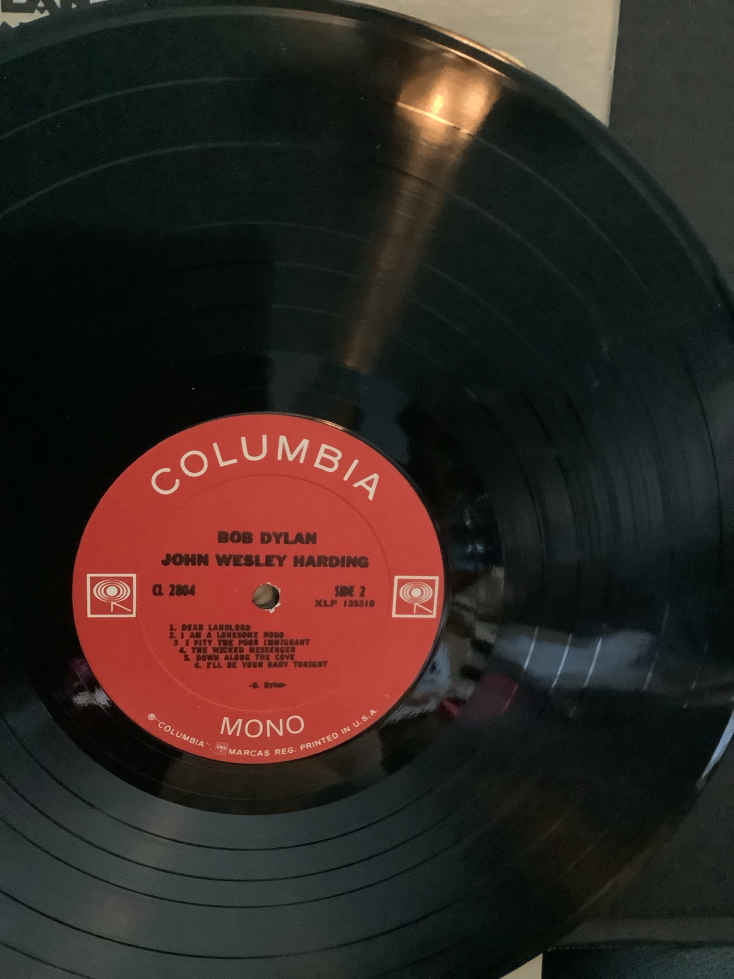 COLUMBIA
BOB DYLAN
JOHN WESLEY HARDING
CL 2804
SIDE 2
XLP 135310
1. DEAR LANDLORD
2. I AM A LONESOME HOBO
3 I PITY THE POOR IMMIGRANT
4. THE WICKED MESSENGER
5. DOWN ALONG THE COVE
6. I'LL BE YOUR BABY TONIGHT
-B. Dylan-
MONO
® "COLUMBIA" MARCAS REG. PRINTED IN U.S.A.